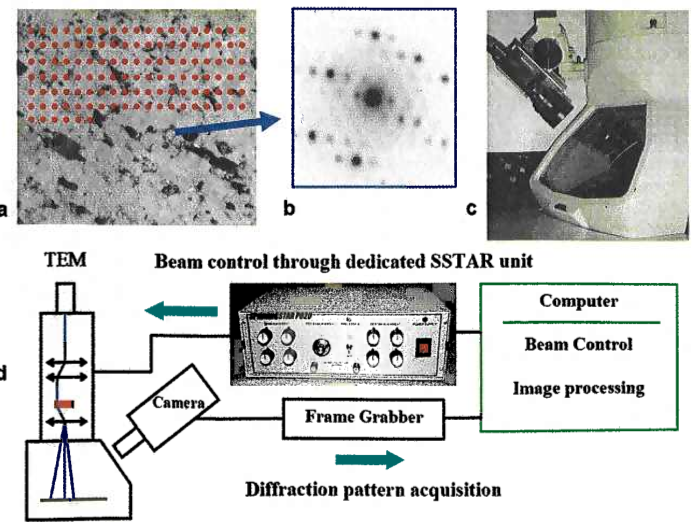 a
b
c
TEM
Beam control through dedicated SSTAR unit
Computer
Beam Control
Image processing
d
Camera
Frame Grabber
Diffraction pattern acquisition